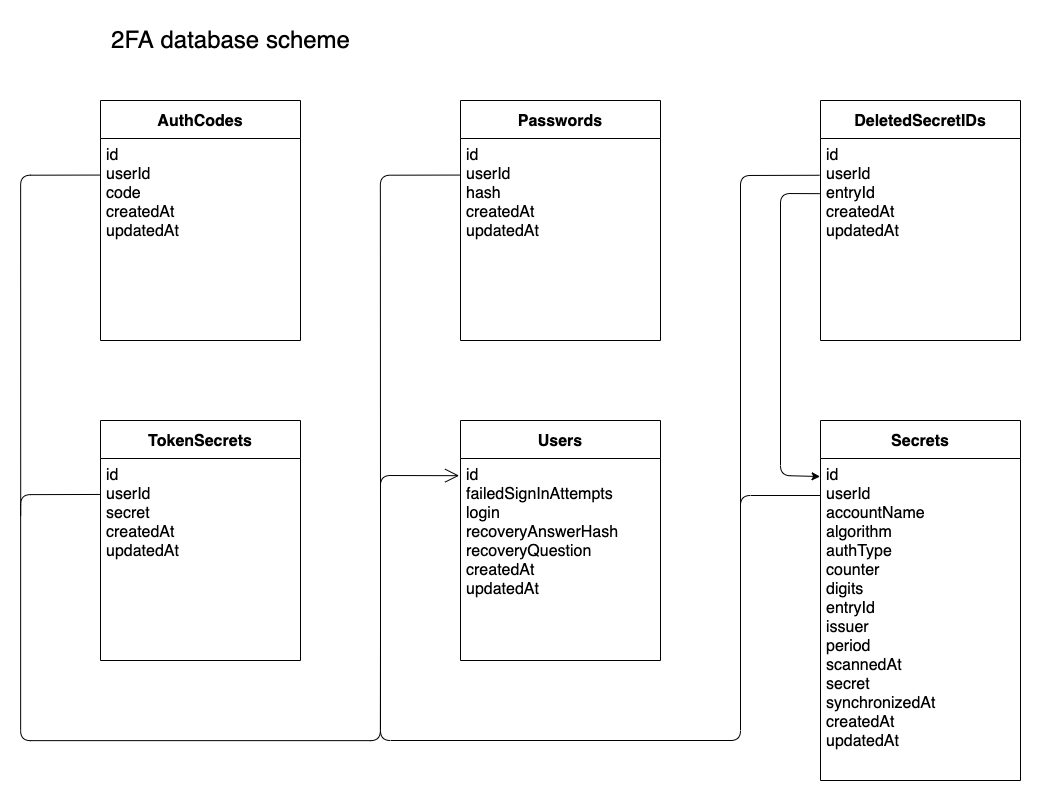 2FA database scheme
AuthCodes
id
userId
code
createdAt
updatedAt
Passwords
id
userId
hash
createdAt
updatedAt
DeletedSecretIDs
id
userId
entryId
createdAt
updatedAt
TokenSecrets
id
userId
secret
createdAt
updatedAt
Users
id
failedSignInAttempts
login
recoveryAnswerHash
recoveryQuestion
createdAt
updatedAt
Secrets
id
userId
accountName
algorithm
authType
counter
digits
entryId
issuer
period
scannedAt
secret
synchronizedAt
createdAt
updatedAt